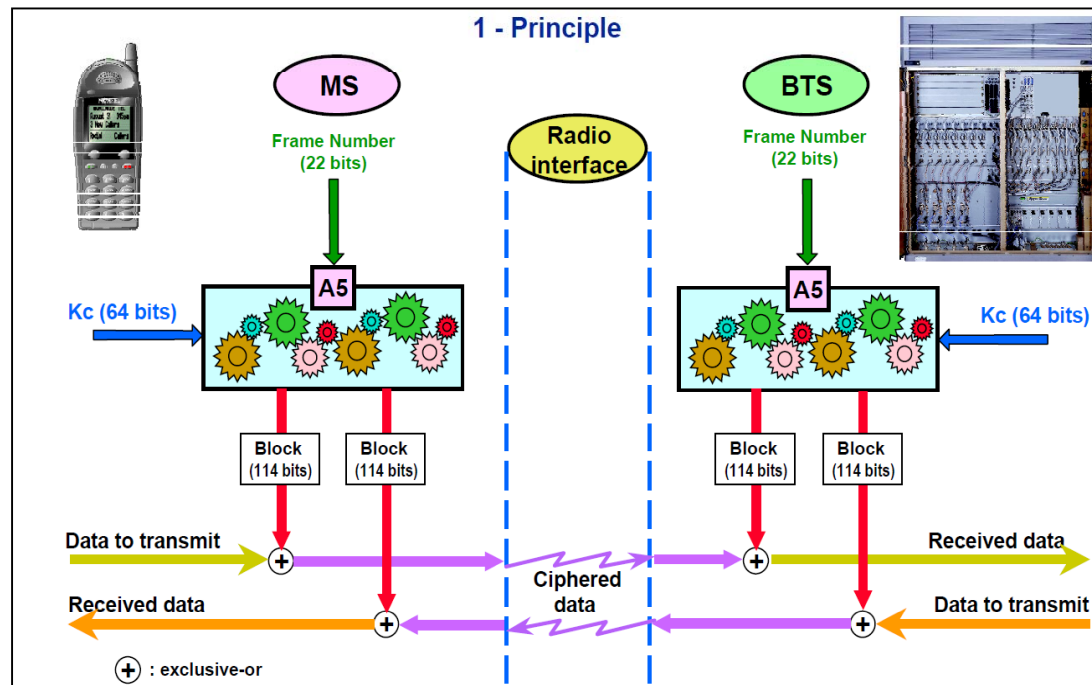 1 - Principle
MS
BTS
Frame Number
(22 bits)
Radio
interface
Frame Number
(22 bits)
A5
A5
Kc (64 bits)
Kc (64 bits)
Block
(114 bits)
Block
(114 bits)
Block
(114 bits)
Block
(114 bits)
Data to transmit
Received data
+
+
Ciphered
data
Received data
Data to transmit
+
+
+ : exclusive-or